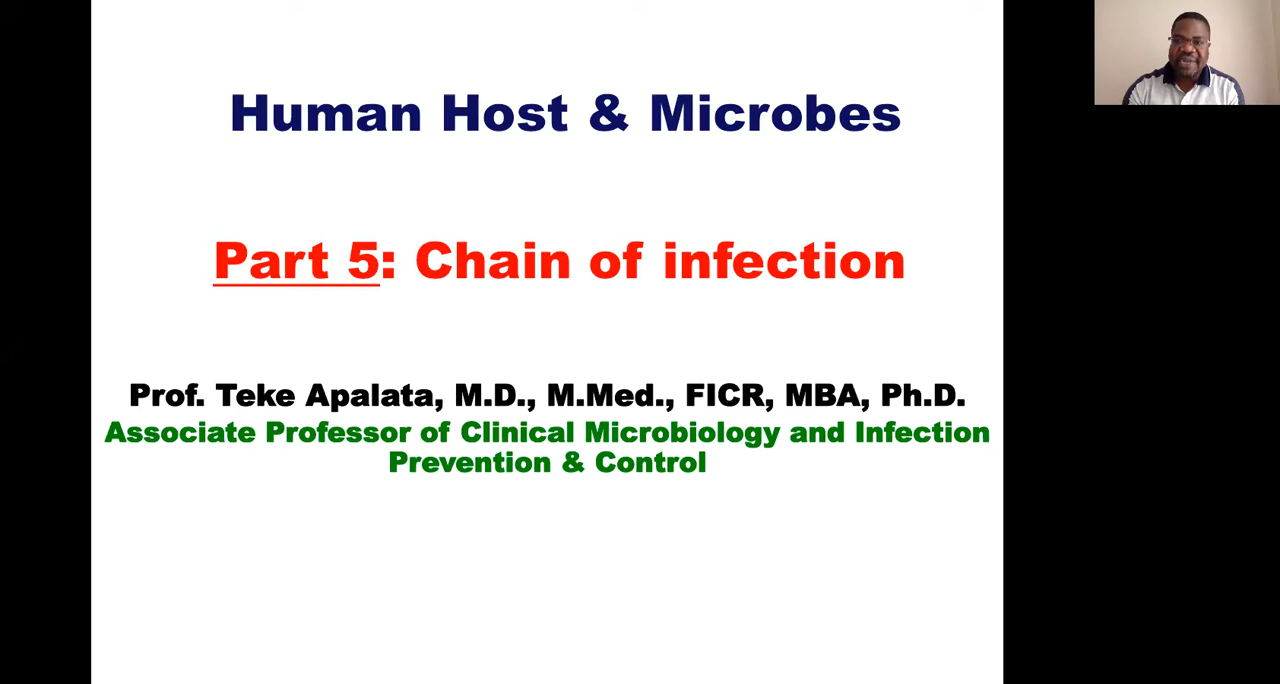 Human Host & Microbes
Part 5: Chain of infection
Prof. Teke Apalata, M.D., M.Med., FICR, MBA, Ph.D.
Associate Professor of Clinical Microbiology and Infection
Prevention & Control